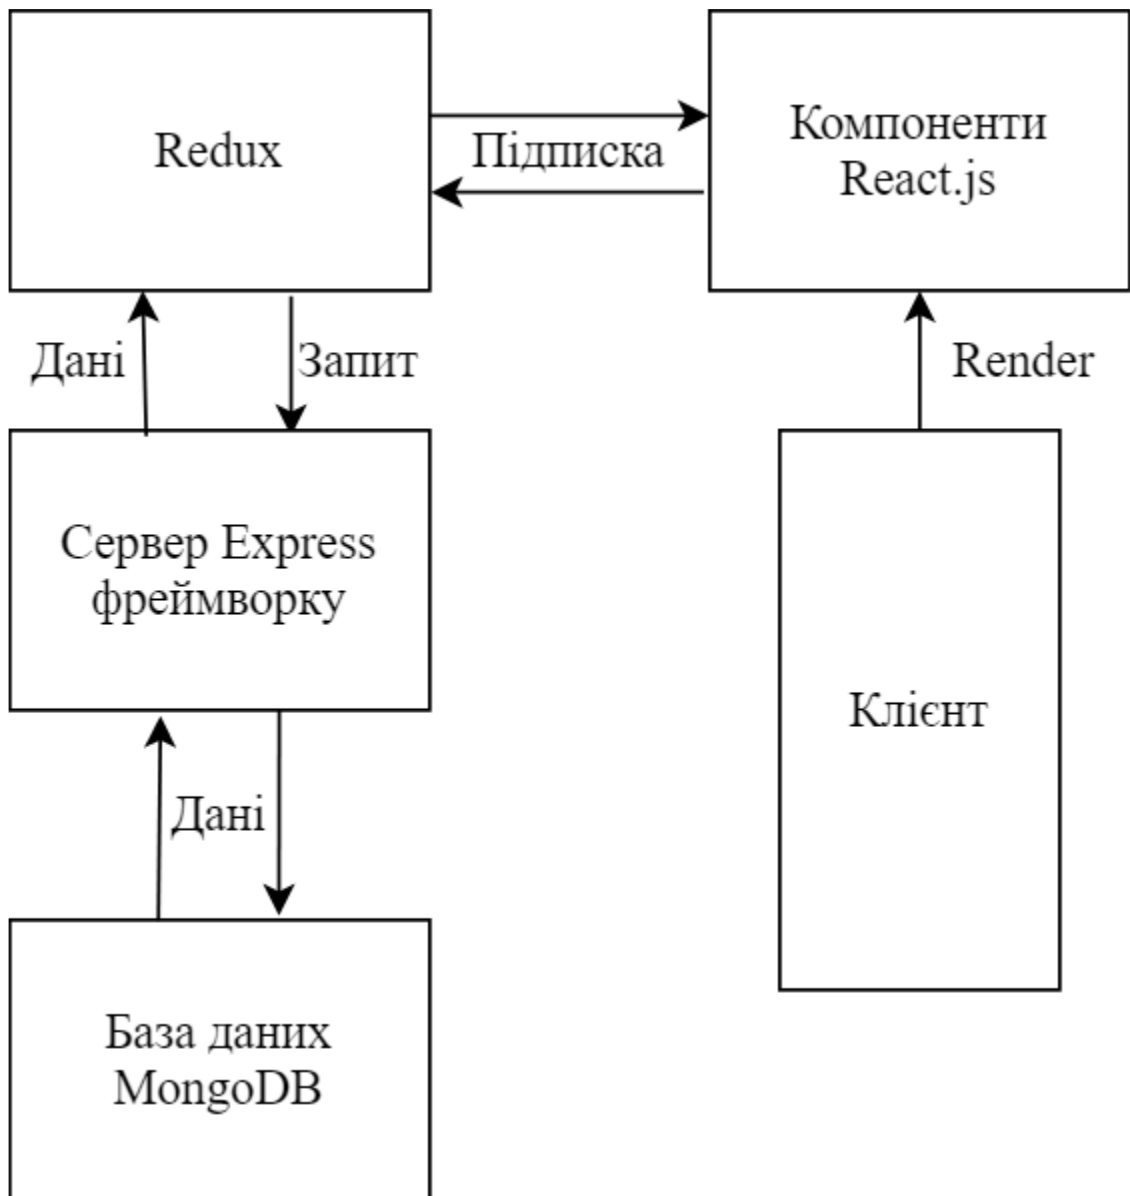 Redux
Підписка
Компоненти
React.js
Дані
Запит
Render
Сервер Express
фреймворку
Клієнт
Дані
База даних
MongoDB